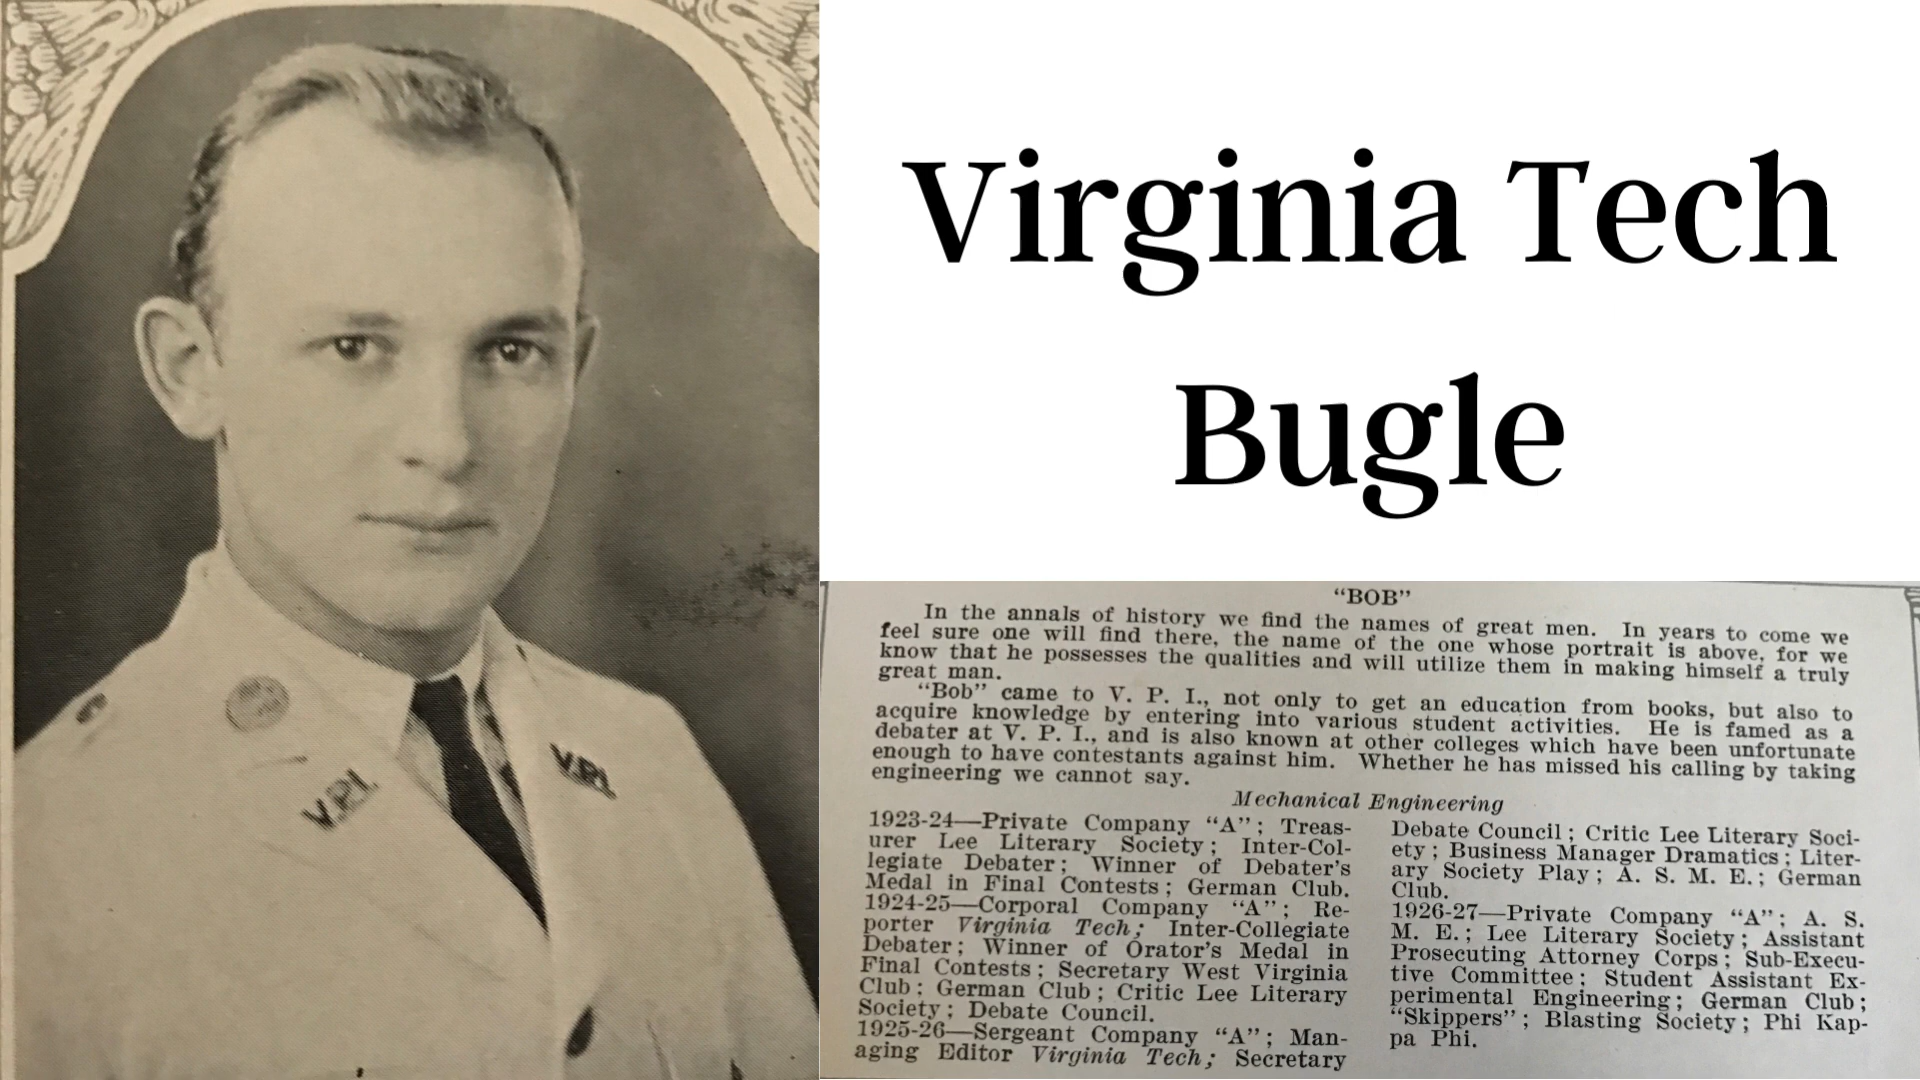 Virginia Tech
Bugle
V.P.I.
V.P.I.
"BOB"
In the annals of history we find the names of great men. In years to come we
feel sure one will find there, the name of the one whose portrait is above, for we
know that he possesses the qualities and will utilize them in making himself a truly
great man.
"Bob" came to V. P. I., not only to get an education from books, but also to
acquire knowledge by entering into various student activities. He is famed as a
debater at V. P. I., and is also known at other colleges which have been unfortunate
enough to have contestants against him. Whether he has missed his calling by taking
engineering we cannot say.
Mechanical Engineering
1923-24—Private Company "A"; Treas-
urer Lee Literary Society; Inter-Col-
legiate Debater; Winner of Debater's
Medal in Final Contests; German Club.
1924-25—Corporal Company "A"; Re-
porter Virginia Tech; Inter-Collegiate
Debater; Winner of Orator's Medal in
Final Contests; Secretary West Virginia
Club; German Club; Critic Lee Literary
Society; Debate Council.
1925-26—Sergeant Company "A"; Man-
aging Editor Virginia Tech; Secretary
Debate Council; Critic Lee Literary Soci-
ety; Business Manager Dramatics; Liter-
ary Society Play; A. S. M. E.; German
Club.
1926-27—Private Company "A"; A. S.
M. E.; Lee Literary Society; Assistant
Prosecuting Attorney Corps; Sub-Execu-
tive Committee; Student Assistant Ex-
perimental Engineering; German Club;
"Skippers"; Blasting Society; Phi Kap-
pa Phi.